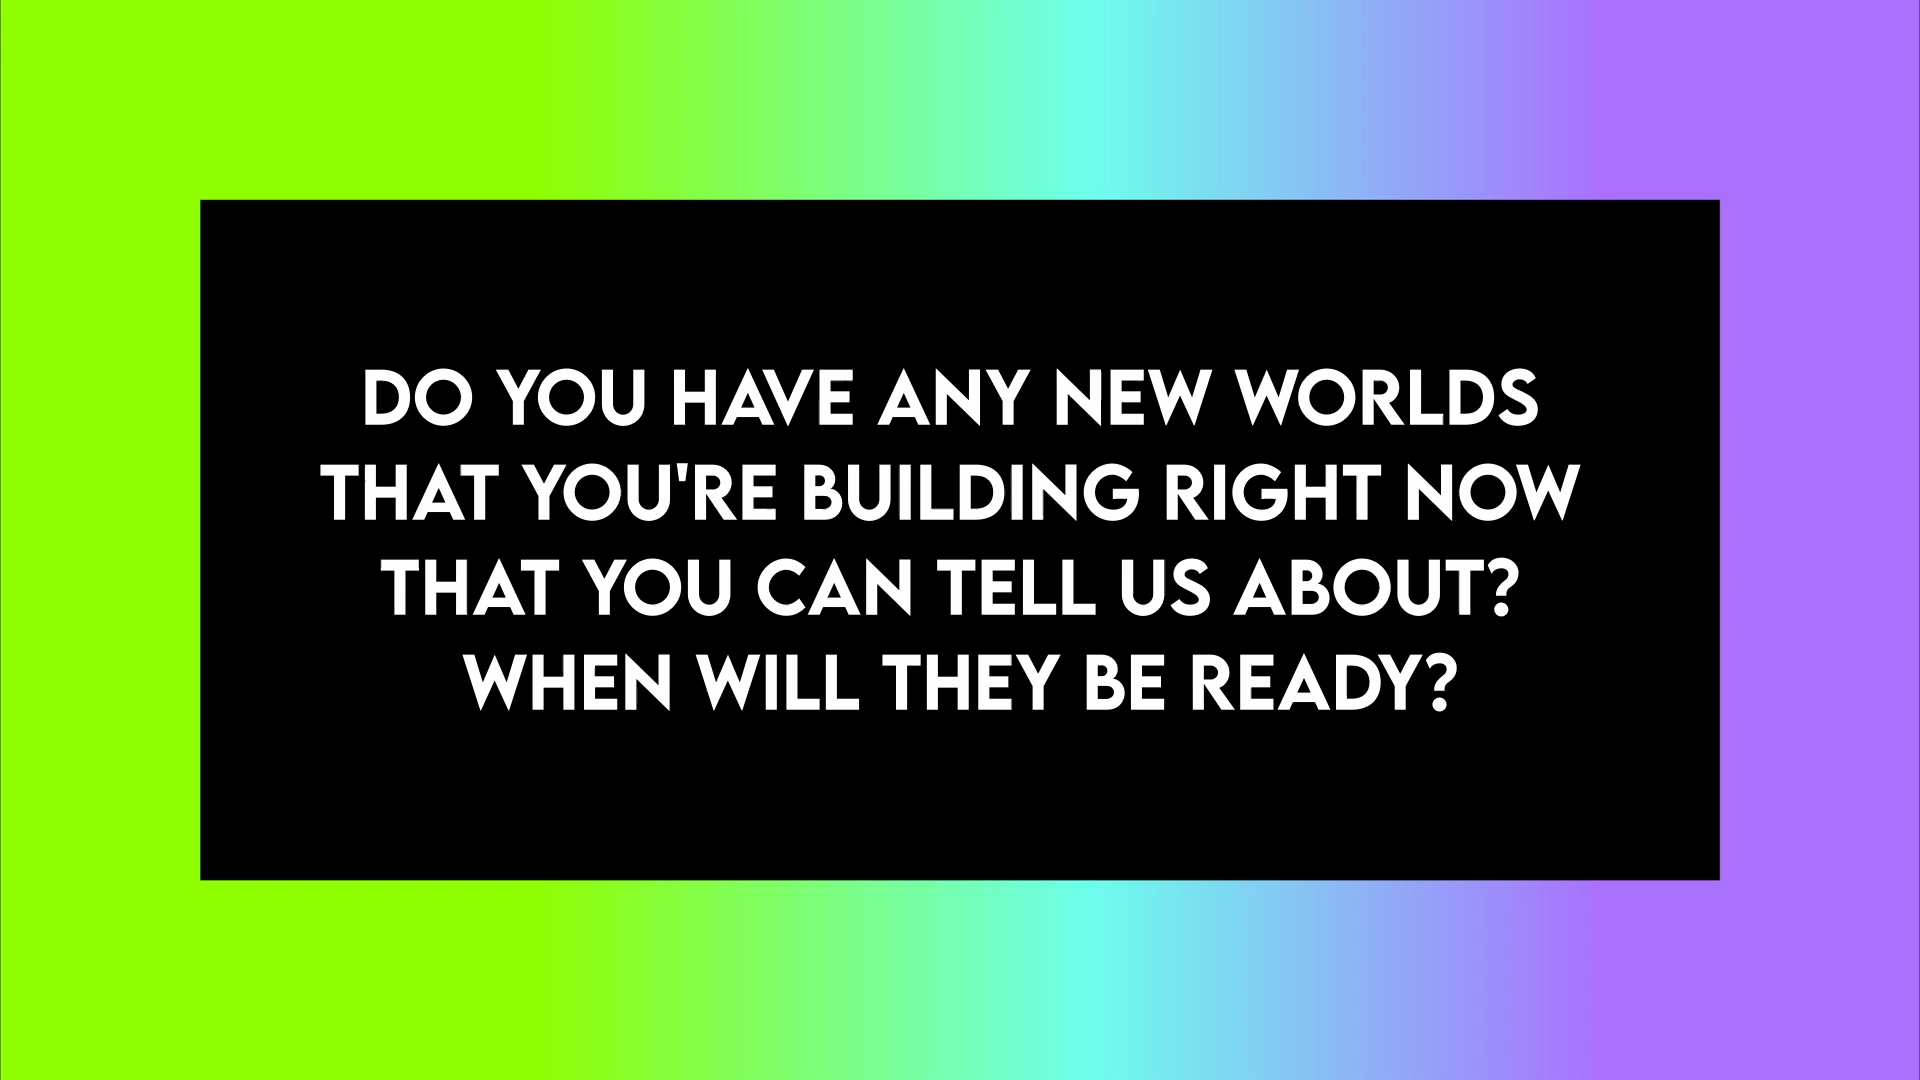 DO YOU HAVE ANY NEW WORLDS
THAT YOU'RE BUILDING RIGHT NOW
THAT YOU CAN TELL US ABOUT?
WHEN WILL THEY BE READY?